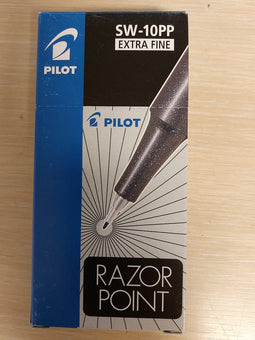 PILOT
SW-10PP
EXTRA FINE
PILOT
RAZOR
POINT